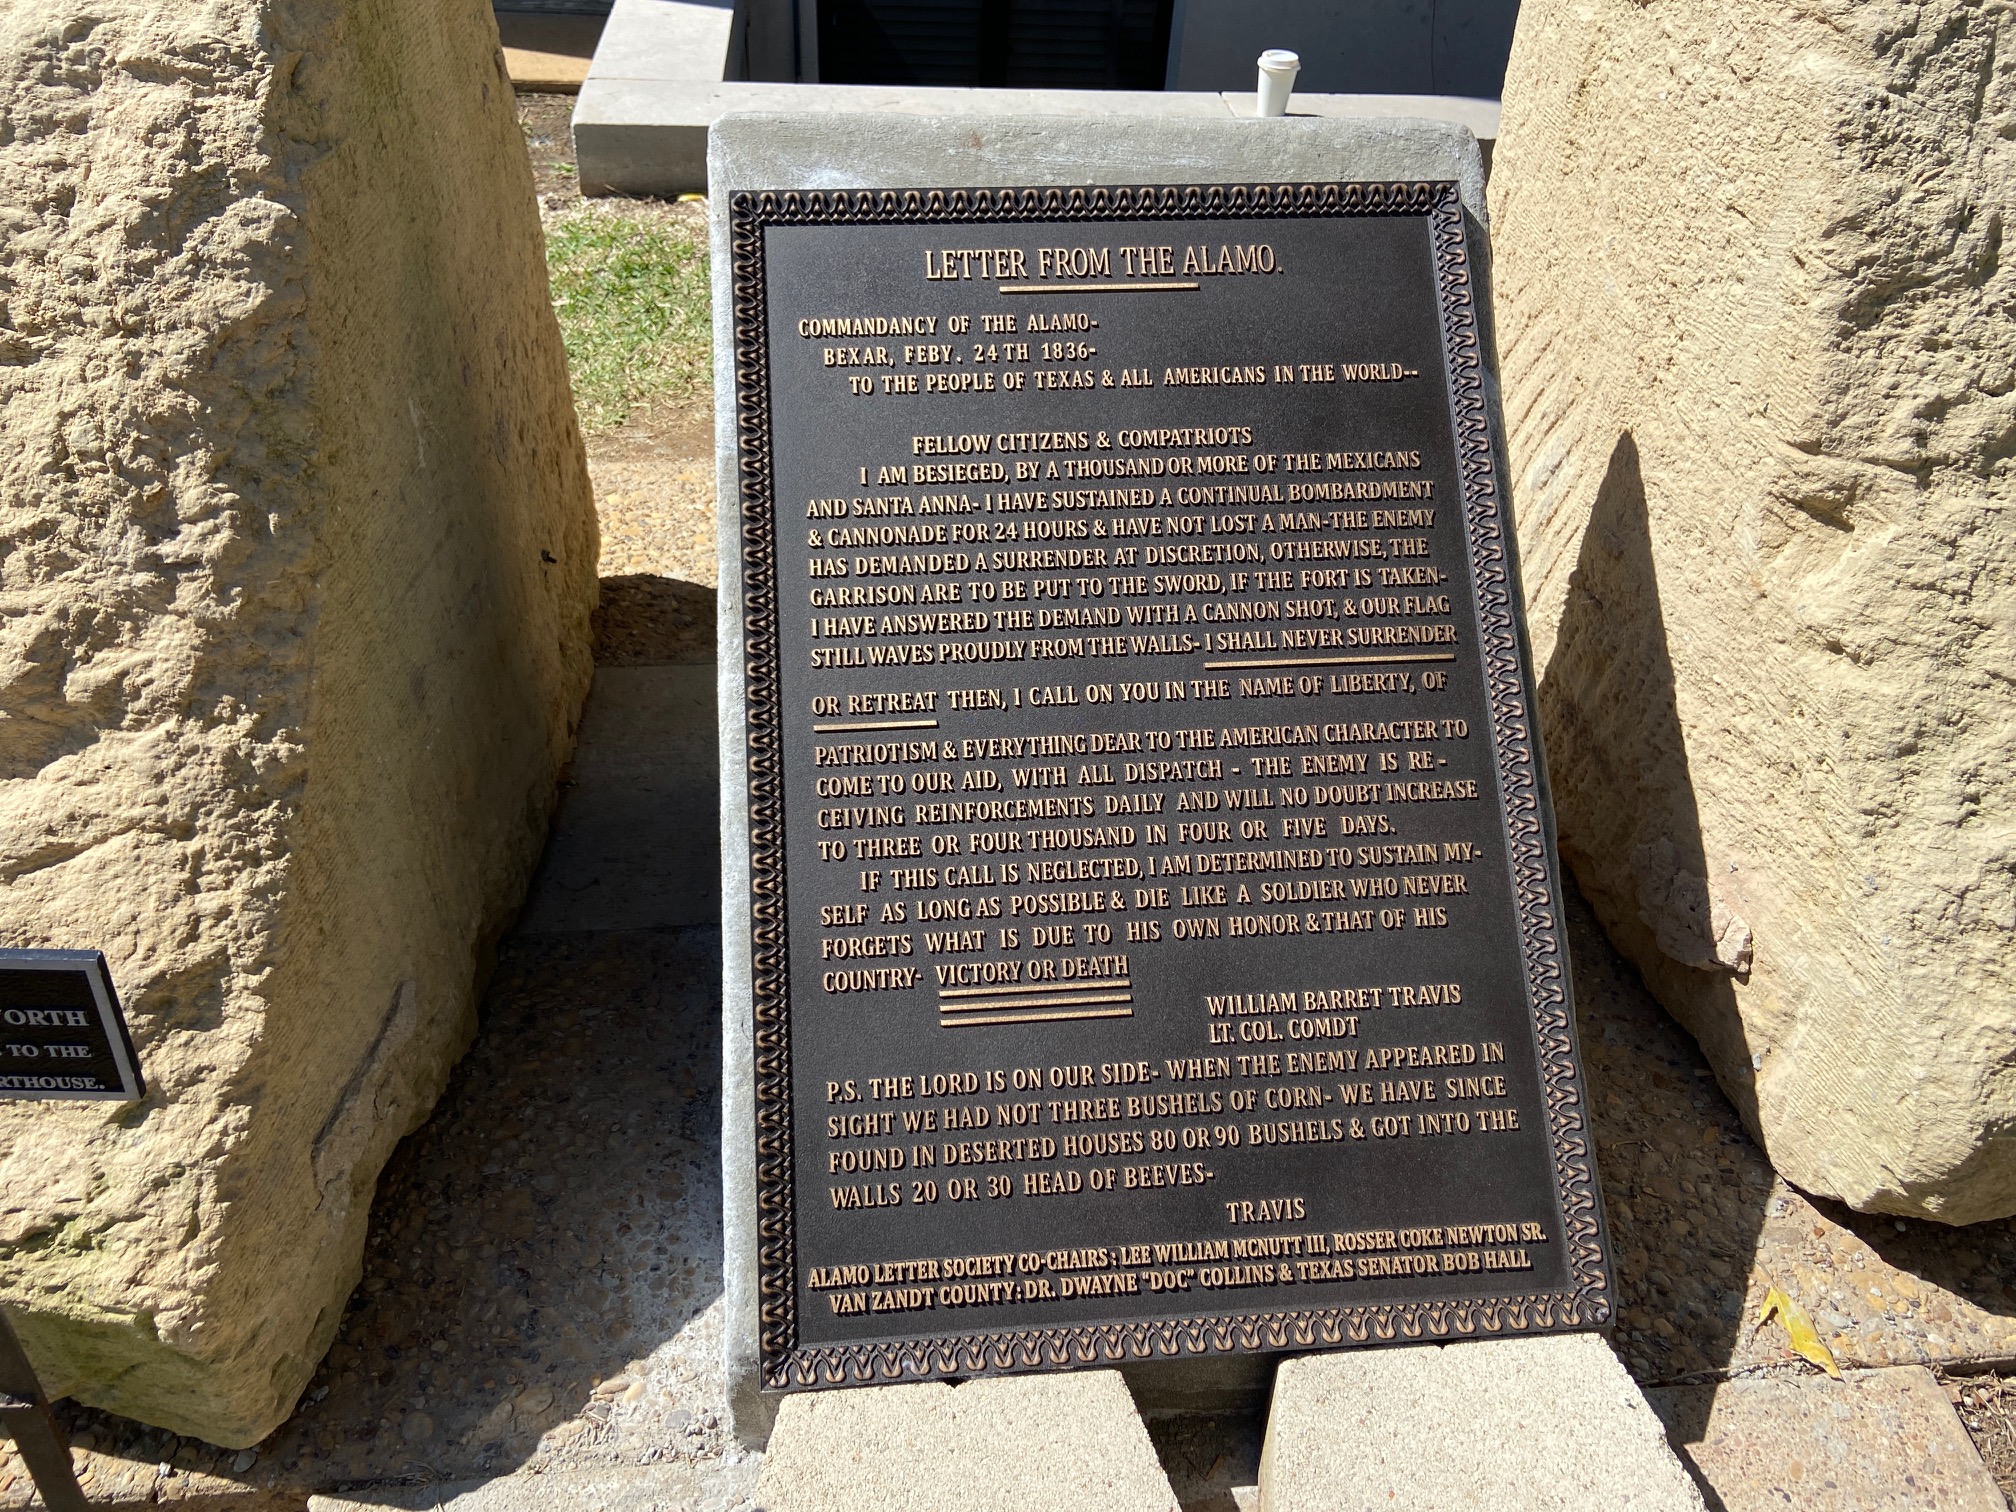 LETTER FROM THE ALAMO.
COMMANDANCY OF THE ALAMO-
BEXAR, FEBY. 24TH 1836-
TO THE PEOPLE OF TEXAS & ALL AMERICANS IN THE WORLD--
FELLOW CITIZENS & COMPATRIOTS
I AM BESIEGED, BY A THOUSAND OR MORE OF THE MEXICANS
AND SANTA ANNA- I HAVE SUSTAINED A CONTINUAL BOMBARDMENT
& CANNONADE FOR 24 HOURS & HAVE NOT LOST A MAN-THE ENEMY
HAS DEMANDED A SURRENDER AT DISCRETION, OTHERWISE, THE
GARRISON ARE TO BE PUT TO THE SWORD, IF THE FORT IS TAKEN-
I HAVE ANSWERED THE DEMAND WITH A CANNON SHOT, & OUR FLAG
STILL WAVES PROUDLY FROM THE WALLS- I SHALL NEVER SURRENDER
OR RETREAT THEN, I CALL ON YOU IN THE NAME OF LIBERTY, OF
PATRIOTISM & EVERYTHING DEAR TO THE AMERICAN CHARACTER TO
COME TO OUR AID, WITH ALL DISPATCH - THE ENEMY IS RE -
CEIVING REINFORCEMENTS DAILY AND WILL NO DOUBT INCREASE
TO THREE OR FOUR THOUSAND IN FOUR OR FIVE DAYS.
IF THIS CALL IS NEGLECTED, I AM DETERMINED TO SUSTAIN MY-
SELF AS LONG AS POSSIBLE & DIE LIKE A SOLDIER WHO NEVER
FORGETS WHAT IS DUE TO HIS OWN HONOR & THAT OF HIS
COUNTRY- VICTORY OR DEATH
WILLIAM BARRET TRAVIS
LT. COL. COMDT
P.S. THE LORD IS ON OUR SIDE- WHEN THE ENEMY APPEARED IN
SIGHT WE HAD NOT THREE BUSHELS OF CORN- WE HAVE SINCE
FOUND IN DESERTED HOUSES 80 OR 90 BUSHELS & GOT INTO THE
WALLS 20 OR 30 HEAD OF BEEVES-
TRAVIS
ALAMO LETTER SOCIETY CO-CHAIRS : LEE WILLIAM MCNUTT III, ROSSER COKE NEWTON SR.
VAN ZANDT COUNTY: DR. DWAYNE "DOC" COLLINS & TEXAS SENATOR BOB HALL
TO THE